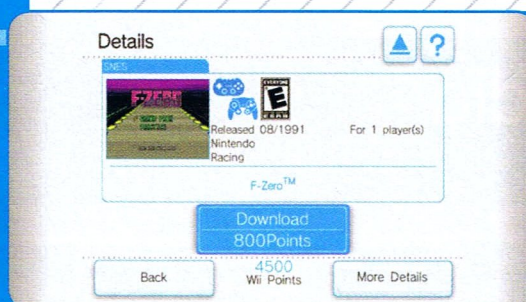 Details
?
SNES
F-ZERO
EVERYONE
E
ESRB
Released 08/1991
For 1 player(s)
Nintendo
Racing
F-Zero™
Download
800Points
4500
Wii Points
Back
More Details